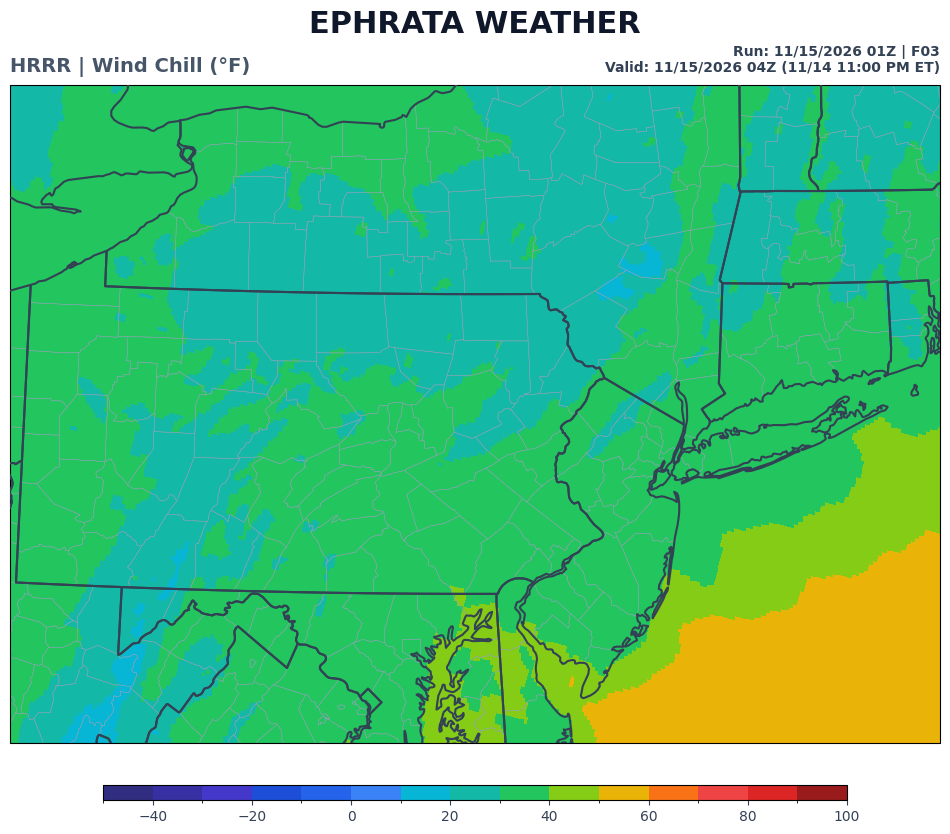 EPHRATA WEATHER
HRRR | Wind Chill (°F)
Run: 11/15/2026 01Z | F03
Valid: 11/15/2026 04Z (11/14 11:00 PM ET)
−40 −20 0 20 40 60 80 100